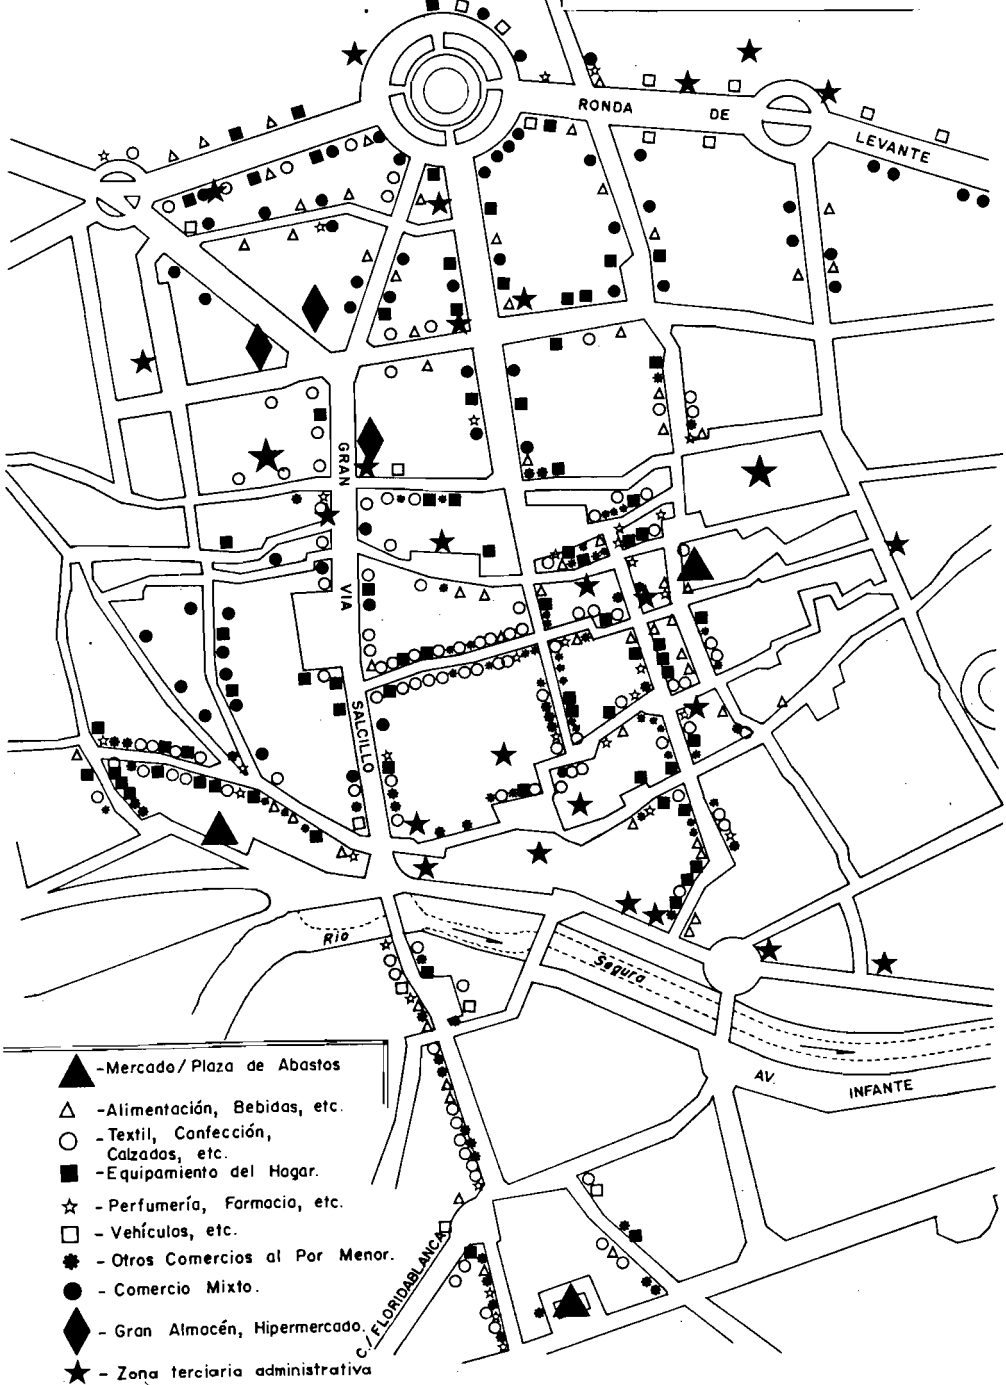 RONDA DE
LEVANTE
GRAN
VIA
SALCILLO
Rio
Segura
AV. INFANTE
C/ FLORIDABLANCA
-Mercado/Plaza de Abastos
-Alimentación, Bebidas, etc.
-Textil, Confección,
Calzados, etc.
-Equipamiento del Hogar.
- Perfumería, Farmacia, etc.
- Vehículos, etc.
- Otros Comercios al Por Menor.
- Comercio Mixto.
- Gran Almacén, Hipermercado.
- Zona terciaria administrativa